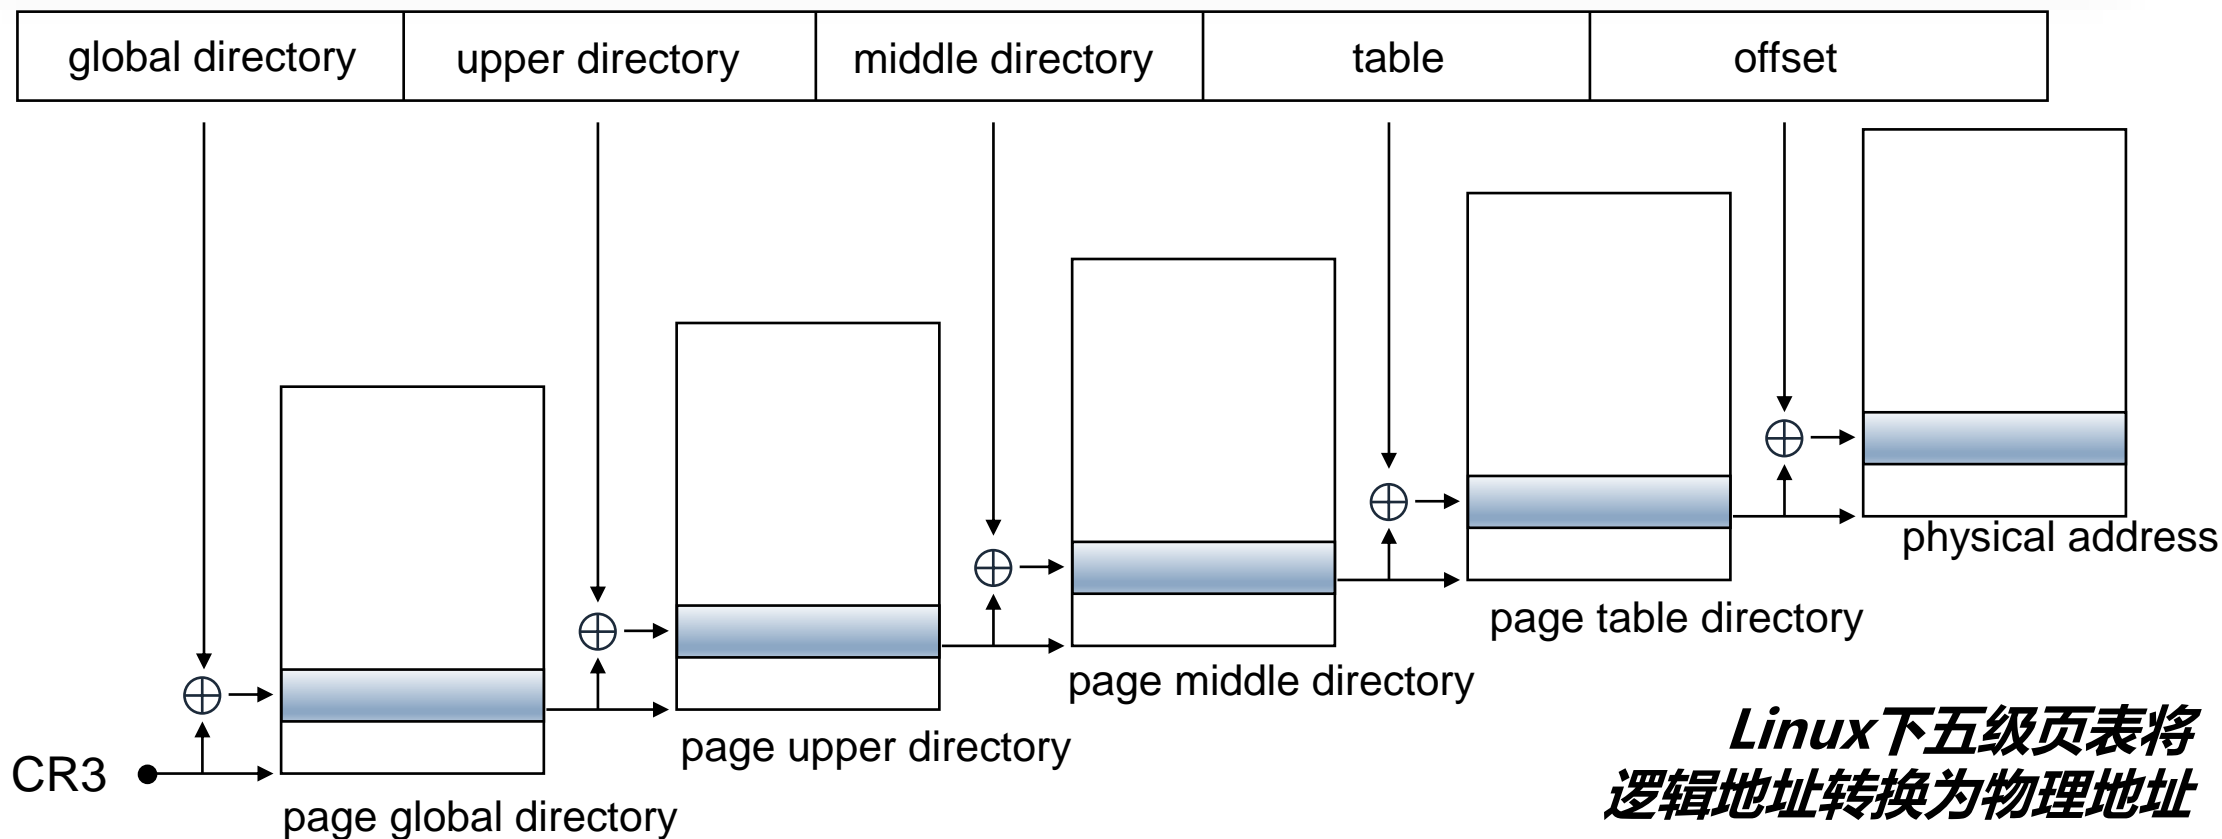 global directory
upper directory
middle directory
table
offset
physical address
page table directory
page middle directory
page upper directory
CR3
page global directory
Linux下五级页表将
逻辑地址转换为物理地址